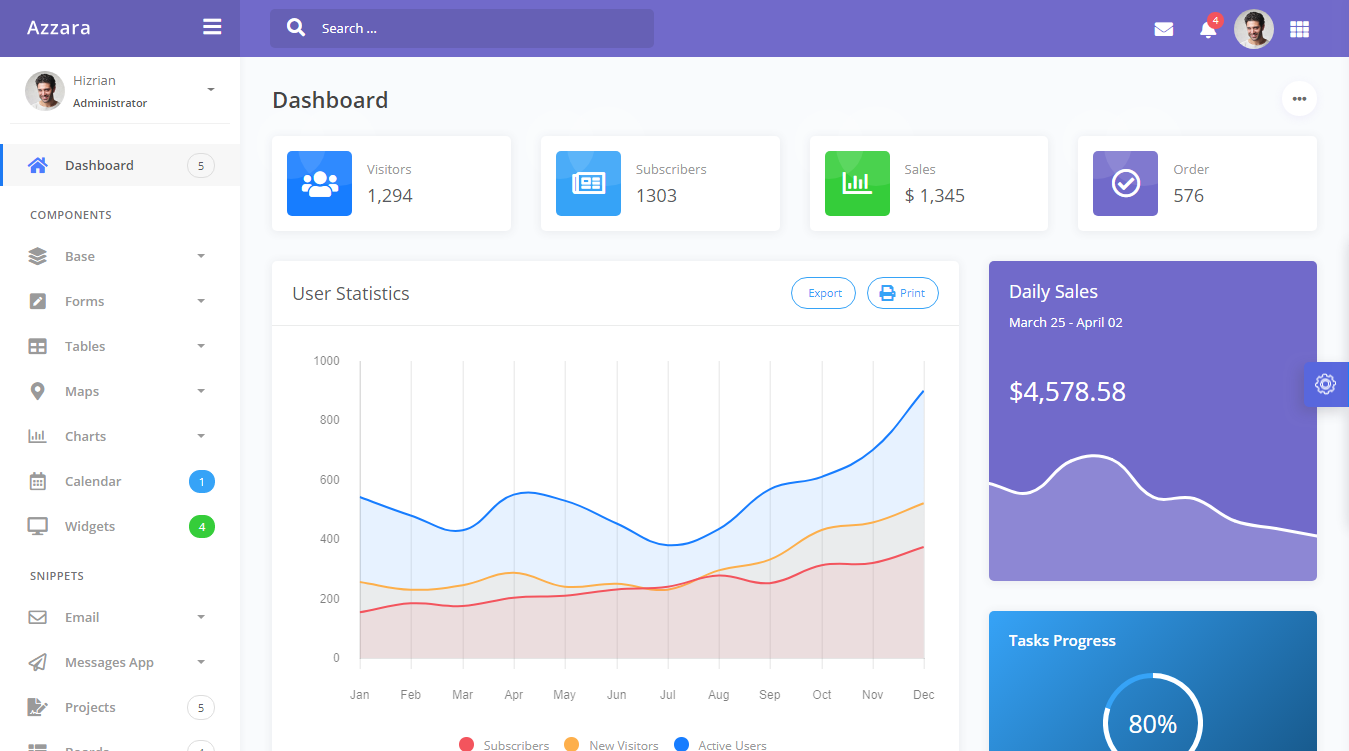 Azzara
Search ...
4
Hizrian
Administrator
Dashboard
5
COMPONENTS
Base
Forms
Tables
Maps
Charts
Calendar
1
Widgets
4
SNIPPETS
Email
Messages App
Projects
5
Boards
Dashboard
Visitors
1,294
Subscribers
1303
Sales
$ 1,345
Order
576
User Statistics
Export
Print
1000
800
600
400
200
0
Jan Feb Mar Apr May Jun Jul Aug Sep Oct Nov Dec
Subscribers New Visitors Active Users
Daily Sales
March 25 - April 02
$4,578.58
Tasks Progress
80%